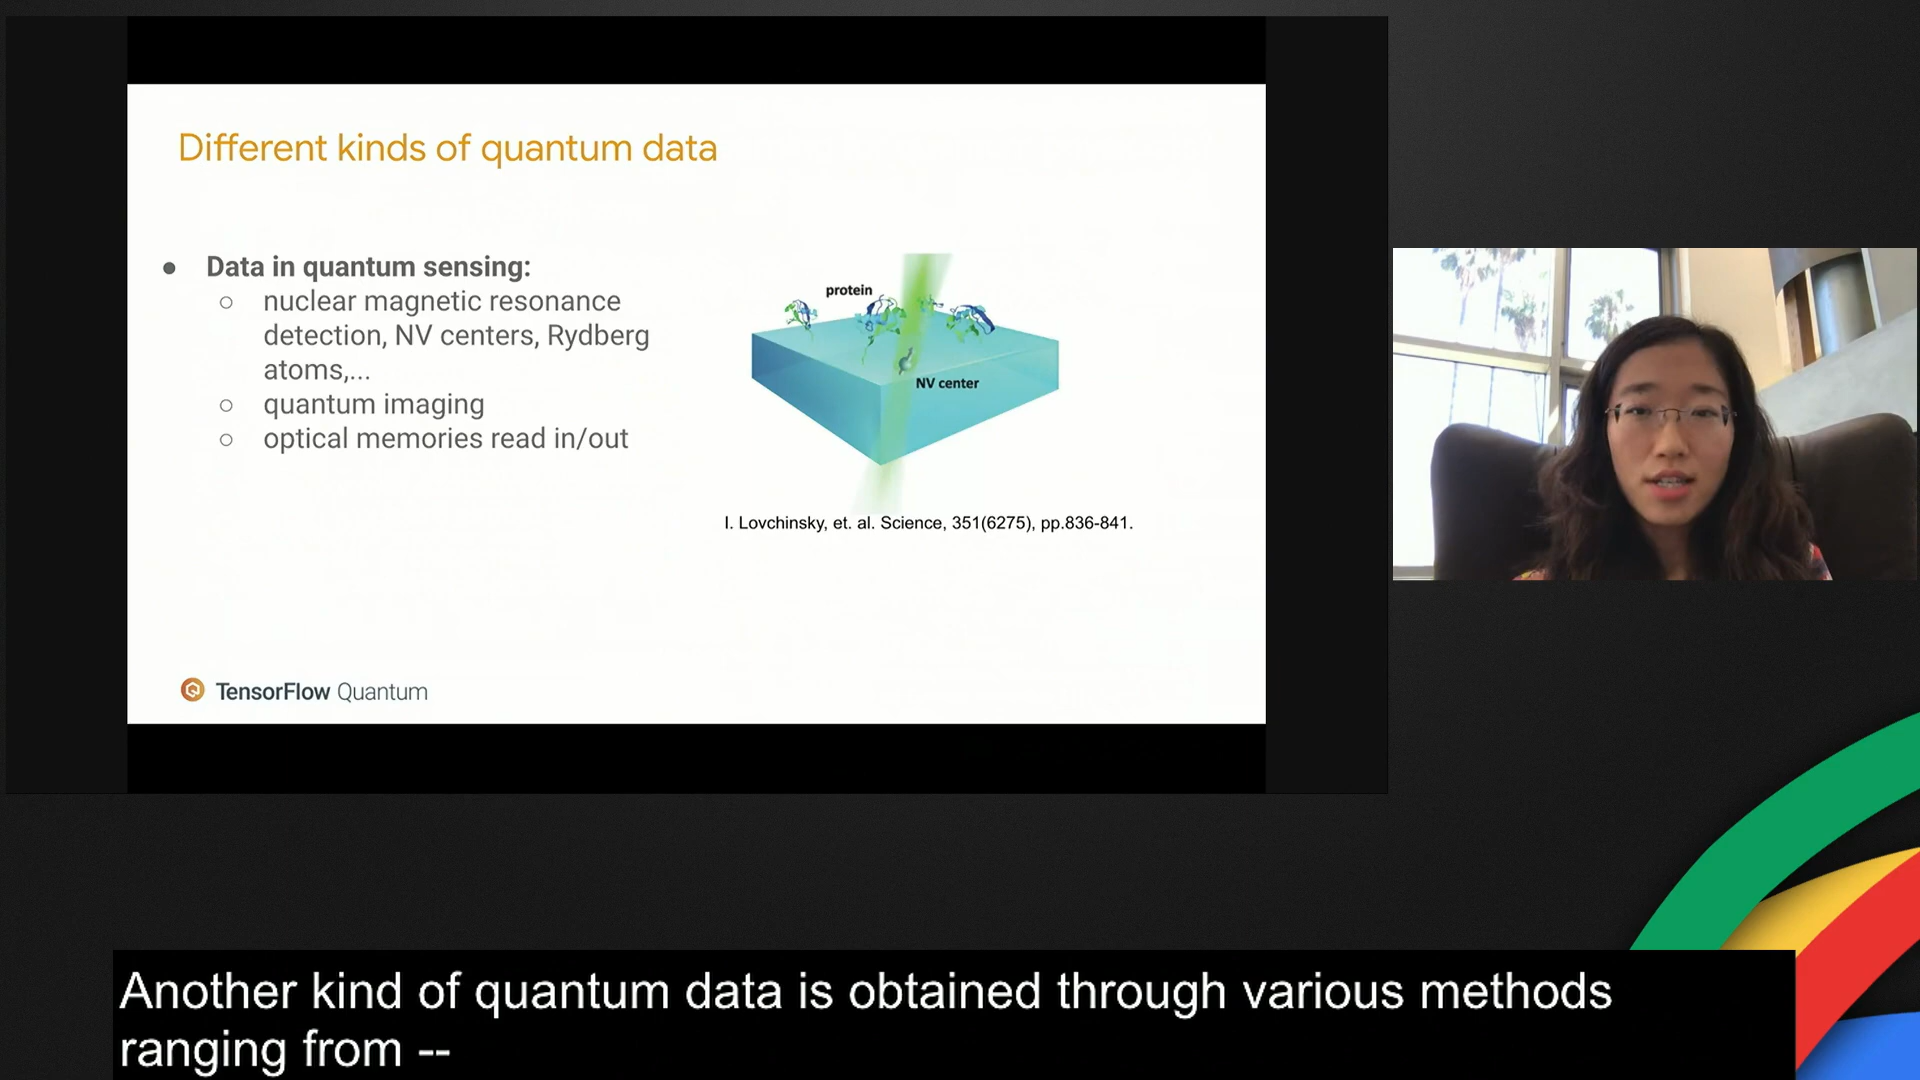 Different kinds of quantum data
● Data in quantum sensing:
○ nuclear magnetic resonance
detection, NV centers, Rydberg
atoms,...
○ quantum imaging
○ optical memories read in/out
protein
NV center
I. Lovchinsky, et. al. Science, 351(6275), pp.836-841.
TensorFlow Quantum
Another kind of quantum data is obtained through various methods
ranging from --